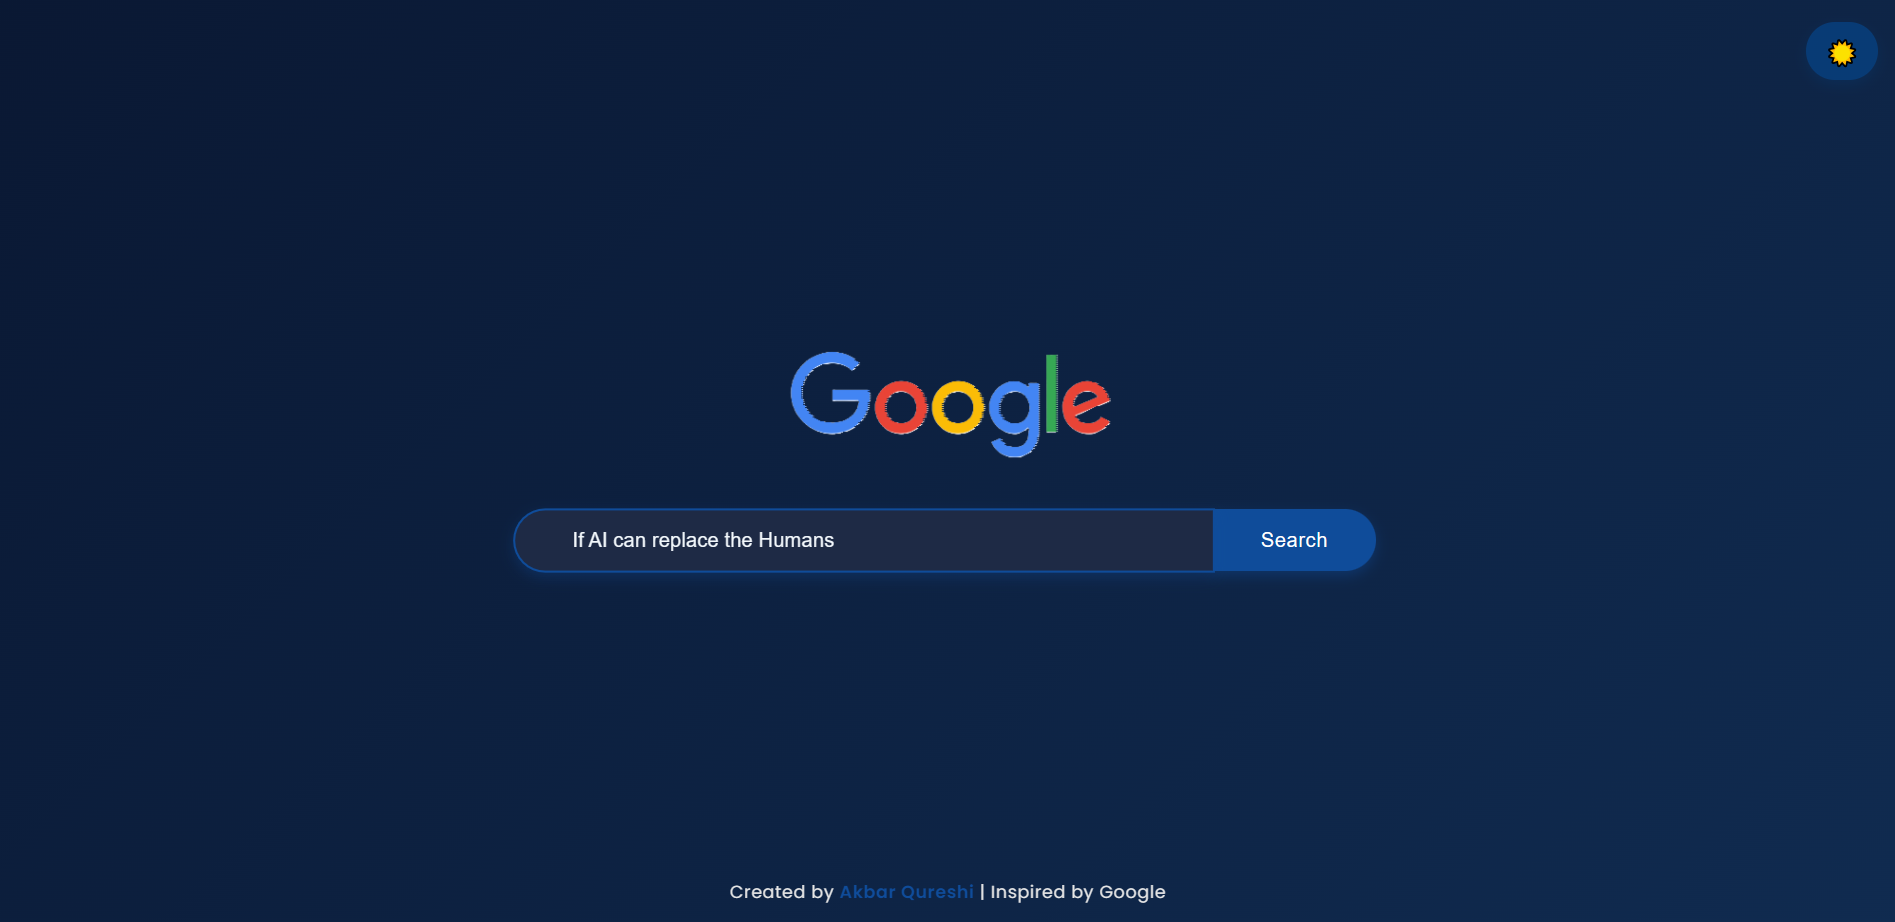 Google
If AI can replace the Humans
Search
Created by Akbar Qureshi | Inspired by Google